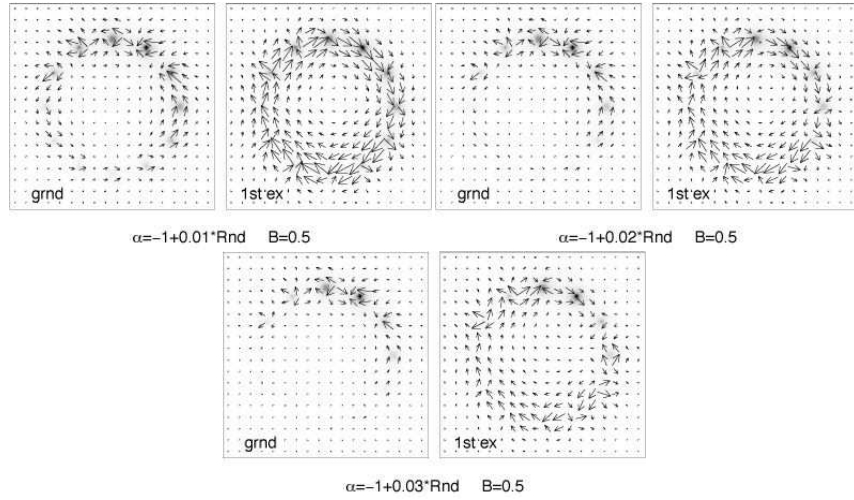 grnd
1st ex
grnd
1st ex
α=−1+0.01*Rnd B=0.5
α=−1+0.02*Rnd B=0.5
grnd
1st ex
α=−1+0.03*Rnd B=0.5